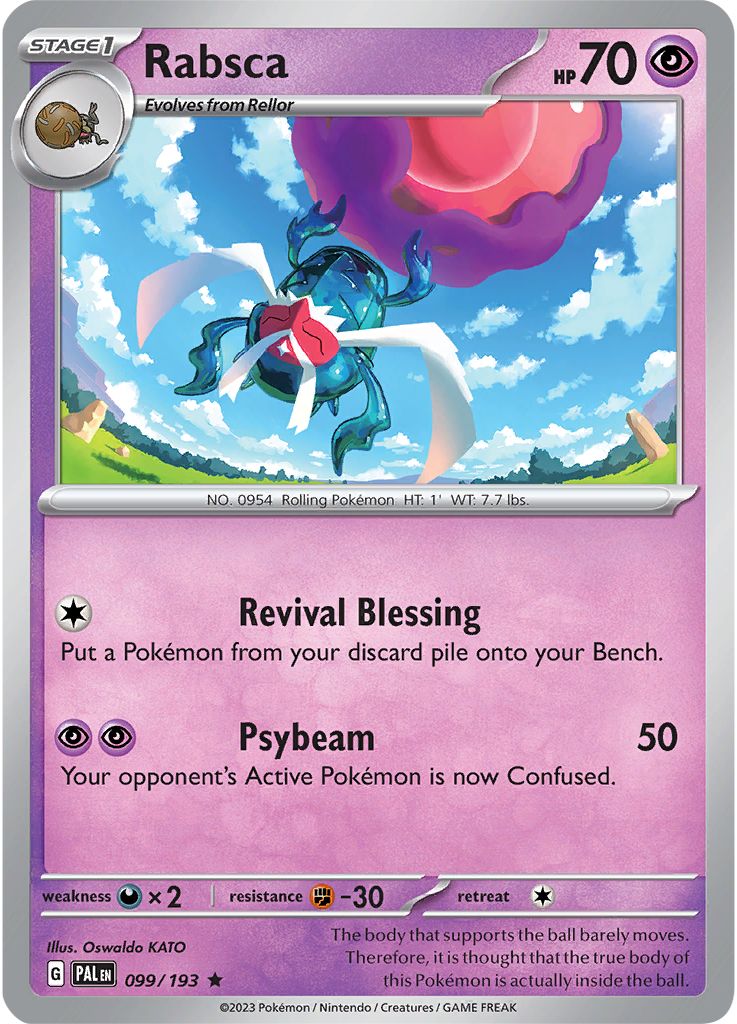 STAGE 1
Rabsca
HP 70
Evolves from Rellor
NO. 0954 Rolling Pokémon HT: 1' WT: 7.7 lbs.
Revival Blessing
Put a Pokémon from your discard pile onto your Bench.
Psybeam 50
Your opponent's Active Pokémon is now Confused.
weakness ×2 resistance -30 retreat
Illus. Oswaldo KATO
G PAL EN 099/193 ★
The body that supports the ball barely moves.
Therefore, it is thought that the true body of
this Pokémon is actually inside the ball.
©2023 Pokémon / Nintendo / Creatures / GAME FREAK